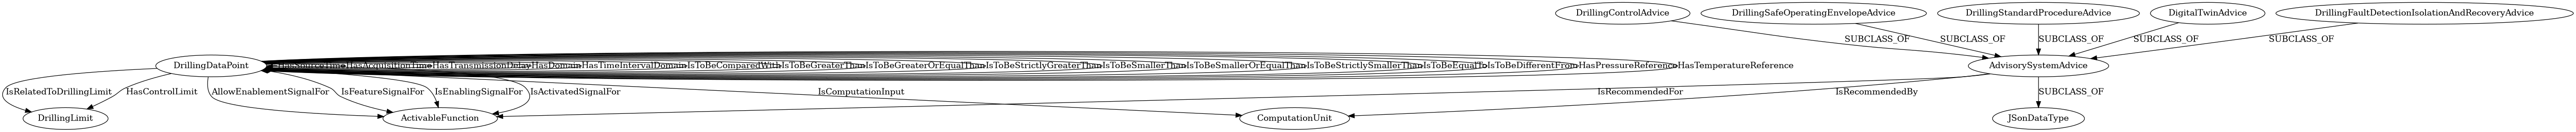 DrillingControlAdvice
DrillingSafeOperatingEnvelopeAdvice
DrillingStandardProcedureAdvice
DigitalTwinAdvice
DrillingFaultDetectionIsolationAndRecoveryAdvice
SUBCLASS_OF
SUBCLASS_OF
SUBCLASS_OF
SUBCLASS_OF
SUBCLASS_OF
DrillingDataPoint
HasSourceTime
HasAcquisitionTime
HasTransmissionDelay
HasDomain
HasTimeIntervalDomain
IsToBeComparedWith
IsToBeGreaterThan
IsToBeGreaterOrEqualThan
IsToBeStrictlyGreaterThan
IsToBeSmallerThan
IsToBeSmallerOrEqualThan
IsToBeStrictlySmallerThan
IsToBeEqualTo
IsToBeDifferentFrom
HasPressureReference
HasTemperatureReference
AdvisorySystemAdvice
IsRelatedToDrillingLimit
HasControlLimit
AllowEnablementSignalFor
IsFeatureSignalFor
IsEnablingSignalFor
IsActivatedSignalFor
IsComputationInput
IsRecommendedFor
IsRecommendedBy
SUBCLASS_OF
DrillingLimit
ActivableFunction
ComputationUnit
JSonDataType